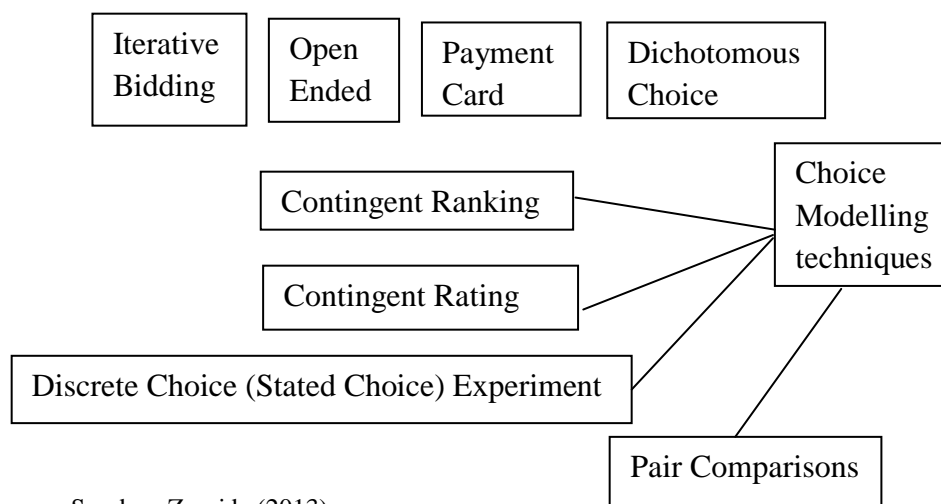 Iterative
Bidding
Open
Ended
Payment
Card
Dichotomous
Choice
Choice
Modelling
techniques
Contingent Ranking
Contingent Rating
Discrete Choice (Stated Choice) Experiment
Pair Comparisons
(2013)